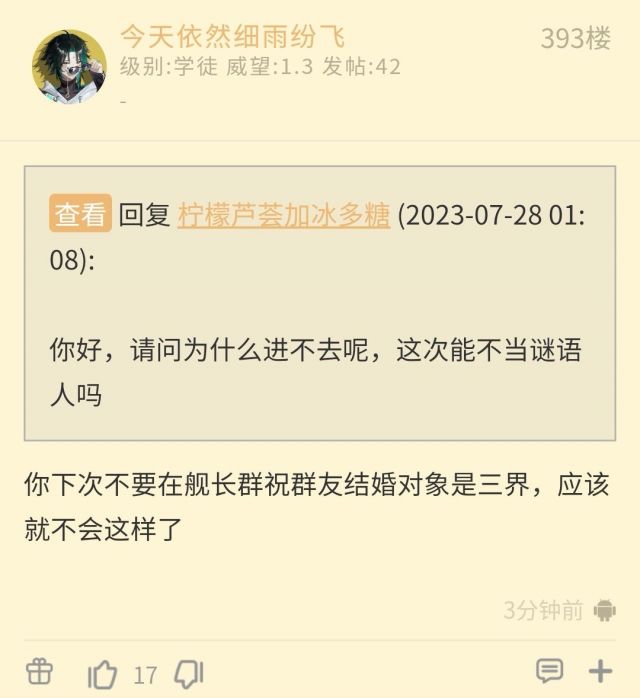 今天依然细雨纷飞
393楼
级别:学徒 威望:1.3 发帖:42
-
查看 回复 柠檬芦荟加冰多糖 (2023-07-28 01:
08):
你好，请问为什么进不去呢，这次能不当谜语
人吗
你下次不要在舰长群祝群友结婚对象是三界，应该
就不会这样了
3分钟前
17